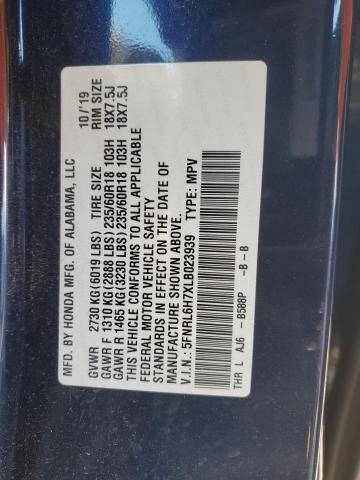 MFD. BY HONDA MFG. OF ALABAMA, LLC 10/'19
GVWR 2730 KG(6019 LBS) TIRE SIZE RIM SIZE
GAWR F 1310 KG(2888 LBS) 235/60R18 103H 18X7.5J
GAWR R 1465 KG(3230 LBS) 235/60R18 103H 18X7.5J
THIS VEHICLE CONFORMS TO ALL APPLICABLE
FEDERAL MOTOR VEHICLE SAFETY
STANDARDS IN EFFECT ON THE DATE OF
MANUFACTURE SHOWN ABOVE.
V.I.N.: 5FNRL6H7XLB023939 TYPE: MPV
THR L AJ6 -B588P -B -B